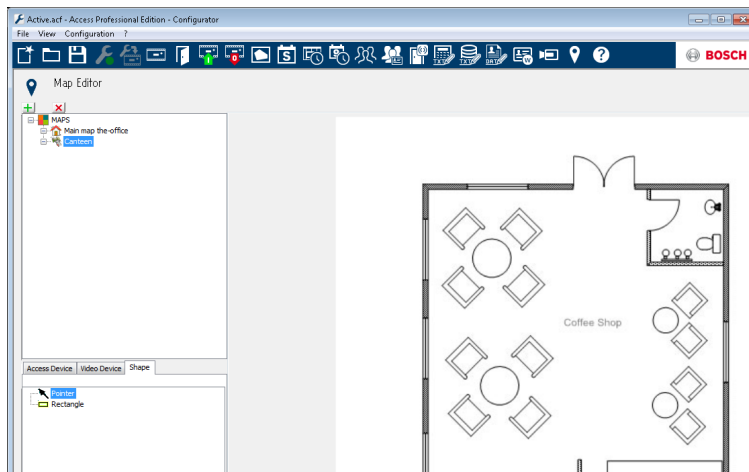 Active.acf - Access Professional Edition - Configurator
File View Configuration ?
BOSCH
Map Editor
MAPS
Main map the-office
Canteen
Coffee Shop
Access Device Video Device Shape
Pointer
Rectangle